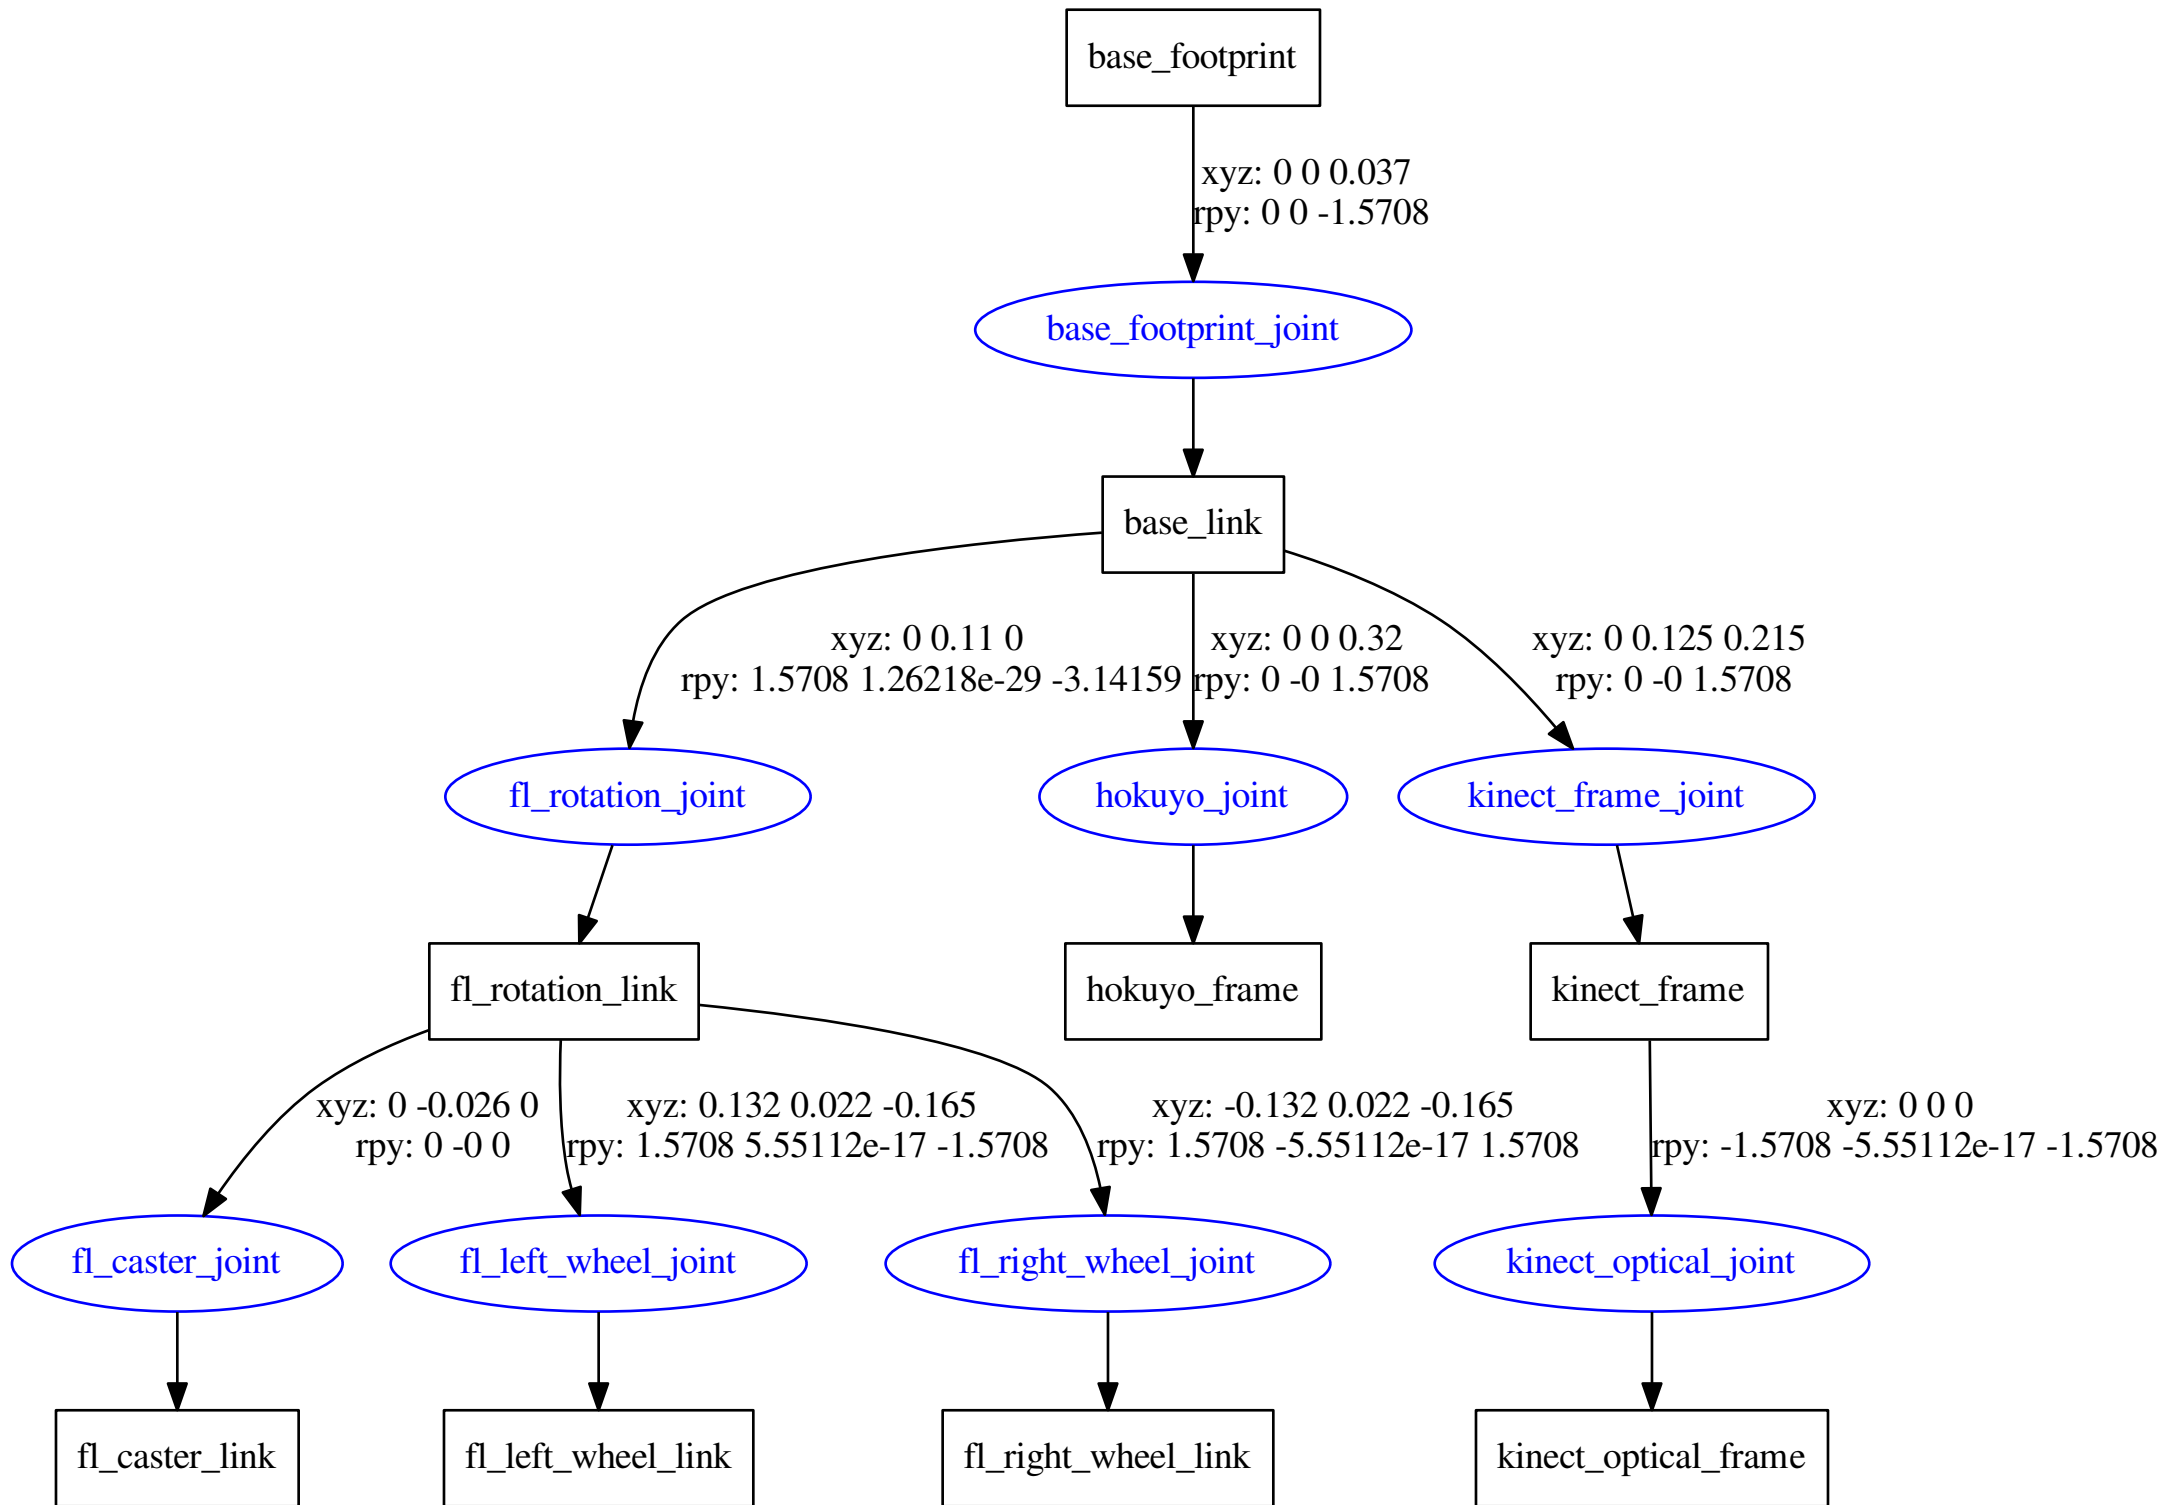 base_footprint
xyz: 0 0 0.037
rpy: 0 0 -1.5708
base_footprint_joint
base_link
xyz: 0 0.11 0
rpy: 1.5708 1.26218e-29 -3.14159
xyz: 0 0 0.32
rpy: 0 -0 1.5708
xyz: 0 0.125 0.215
rpy: 0 -0 1.5708
fl_rotation_joint
hokuyo_joint
kinect_frame_joint
fl_rotation_link
hokuyo_frame
kinect_frame
xyz: 0 -0.026 0
rpy: 0 -0 0
xyz: 0.132 0.022 -0.165
rpy: 1.5708 5.55112e-17 -1.5708
xyz: -0.132 0.022 -0.165
rpy: 1.5708 -5.55112e-17 1.5708
xyz: 0 0 0
rpy: -1.5708 -5.55112e-17 -1.5708
fl_caster_joint
fl_left_wheel_joint
fl_right_wheel_joint
kinect_optical_joint
fl_caster_link
fl_left_wheel_link
fl_right_wheel_link
kinect_optical_frame